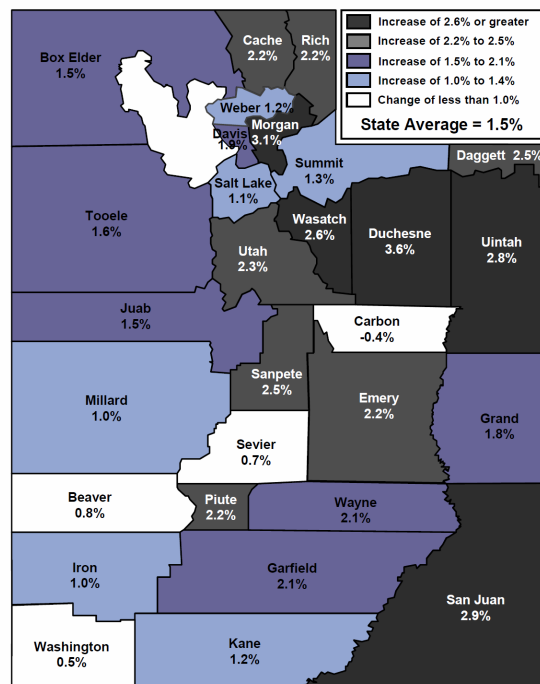 Increase of 2.6% or greater
Increase of 2.2% to 2.5%
Increase of 1.5% to 2.1%
Increase of 1.0% to 1.4%
Change of less than 1.0%
State Average = 1.5%
Box Elder
1.5%
Cache
2.2%
Rich
2.2%
Weber 1.2%
Davis
1.9%
Morgan
3.1%
Summit
1.3%
Daggett 2.5%
Salt Lake
1.1%
Tooele
1.6%
Wasatch
2.6%
Duchesne
3.6%
Uintah
2.8%
Utah
2.3%
Juab
1.5%
Carbon
-0.4%
Sanpete
2.5%
Millard
1.0%
Emery
2.2%
Grand
1.8%
Sevier
0.7%
Beaver
0.8%
Piute
2.2%
Wayne
2.1%
Iron
1.0%
Garfield
2.1%
San Juan
2.9%
Washington
0.5%
Kane
1.2%